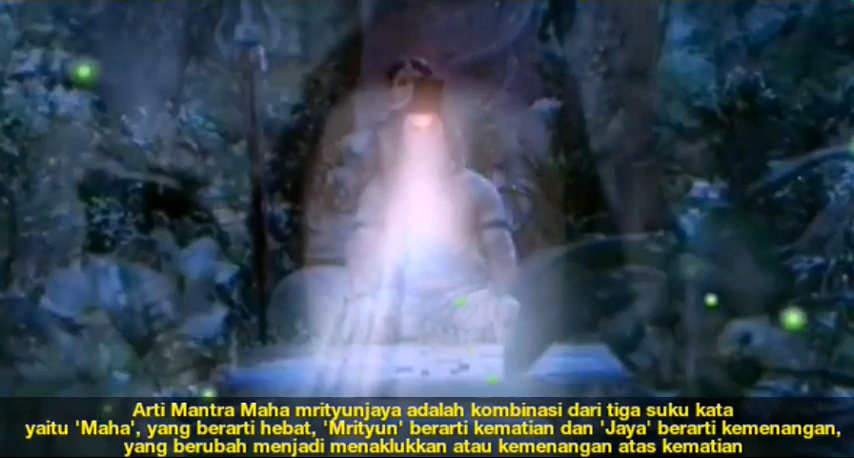 Arti Mantra Maha mrityunjaya adalah kombinasi dari tiga suku kata
yaitu 'Maha', yang berarti hebat, 'Mrityun' berarti kematian dan 'Jaya' berarti kemenangan,
yang berubah menjadi menaklukkan atau kemenangan atas kematian